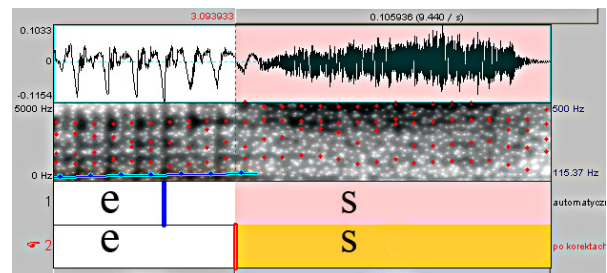 3.093933 0.105936 (9.440 / s)
0.1033
0
-0.1154
5000 Hz 500 Hz
0 Hz 115.37 Hz
1 e s automatyczn
2 e s po korektach